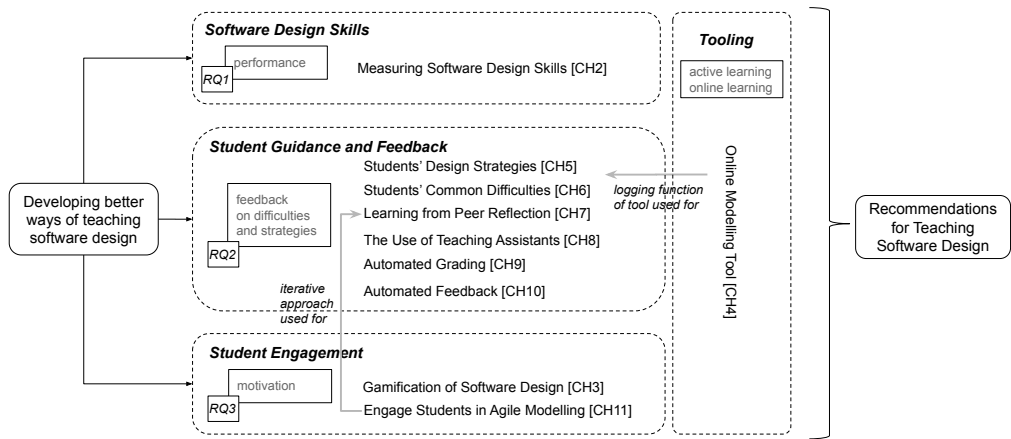 Software Design Skills
performance
RQ1
Measuring Software Design Skills [CH2]
Tooling
active learning
online learning
Online Modelling Tool [CH4]
Developing better
ways of teaching
software design
Student Guidance and Feedback
feedback
on difficulties
and strategies
RQ2
Students' Design Strategies [CH5]
Students' Common Difficulties [CH6]
Learning from Peer Reflection [CH7]
The Use of Teaching Assistants [CH8]
Automated Grading [CH9]
Automated Feedback [CH10]
logging function
of tool used for
iterative
approach
used for
Student Engagement
motivation
RQ3
Gamification of Software Design [CH3]
Engage Students in Agile Modelling [CH11]
Recommendations
for Teaching
Software Design